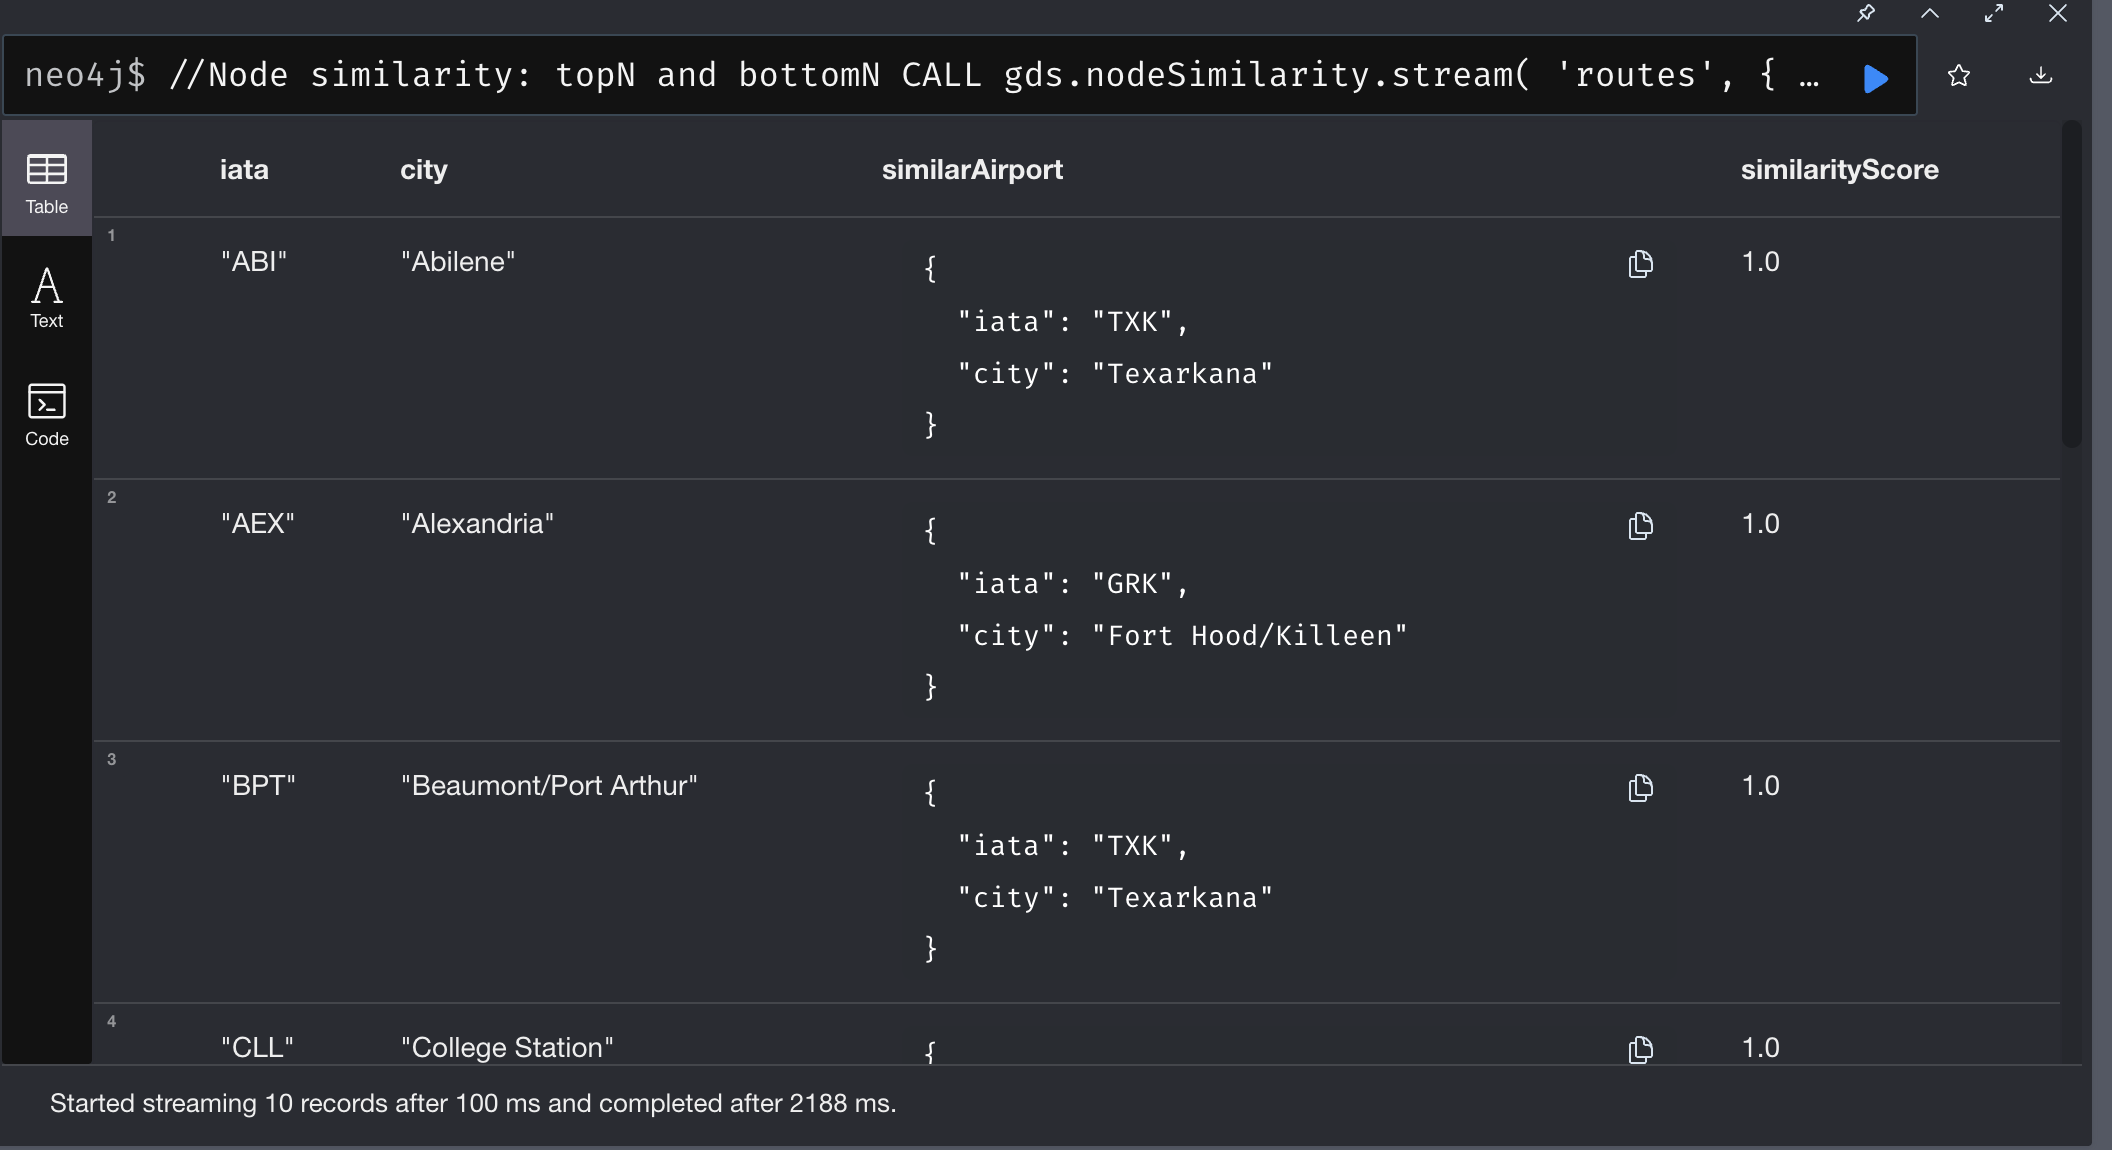 neo4j$ //Node similarity: topN and bottomN CALL gds.nodeSimilarity.stream( 'routes', { …
Table
Text
Code
iata city similarAirport similarityScore
1
"ABI" "Abilene" { 1.0
"iata": "TXK",
"city": "Texarkana"
}
2
"AEX" "Alexandria" { 1.0
"iata": "GRK",
"city": "Fort Hood/Killeen"
}
3
"BPT" "Beaumont/Port Arthur" { 1.0
"iata": "TXK",
"city": "Texarkana"
}
4
"CLL" "College Station" { 1.0
Started streaming 10 records after 100 ms and completed after 2188 ms.